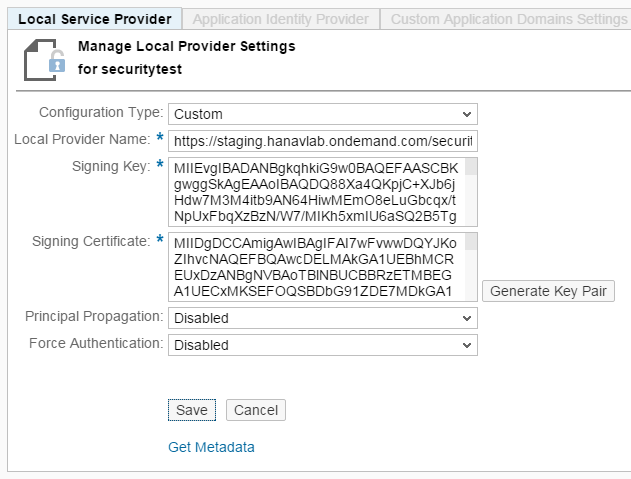 Local Service Provider
Application Identity Provider
Custom Application Domains Settings
Manage Local Provider Settings
for securitytest
Configuration Type:
Custom
Local Provider Name: *
https://staging.hanavlab.ondemand.com/securit
Signing Key: *
MIIEvgIBADANBgkqhkiG9w0BAQEFAASCBK
gwggSkAgEAAoIBAQDQ88Xa4QKpjC+XJb6j
Hdw7M3M4itb9AN64HiwMEmO8eLuGbcqx/t
NpUxFbqXzBzN/W7/MIKh5xmIU6aSQ2B5Tg
Signing Certificate: *
MIIDgDCCAmigAwIBAgIFAI7wFvwwDQYJKo
ZIhvcNAQEFBQAwcDELMAkGA1UEBhMCR
EUxDzANBgNVBAoTBlNBUCBBRzETMBEG
A1UECxMKSEFOQSBDbG91ZDE7MDkGA1
Generate Key Pair
Principal Propagation:
Disabled
Force Authentication:
Disabled
Save
Cancel
Get Metadata